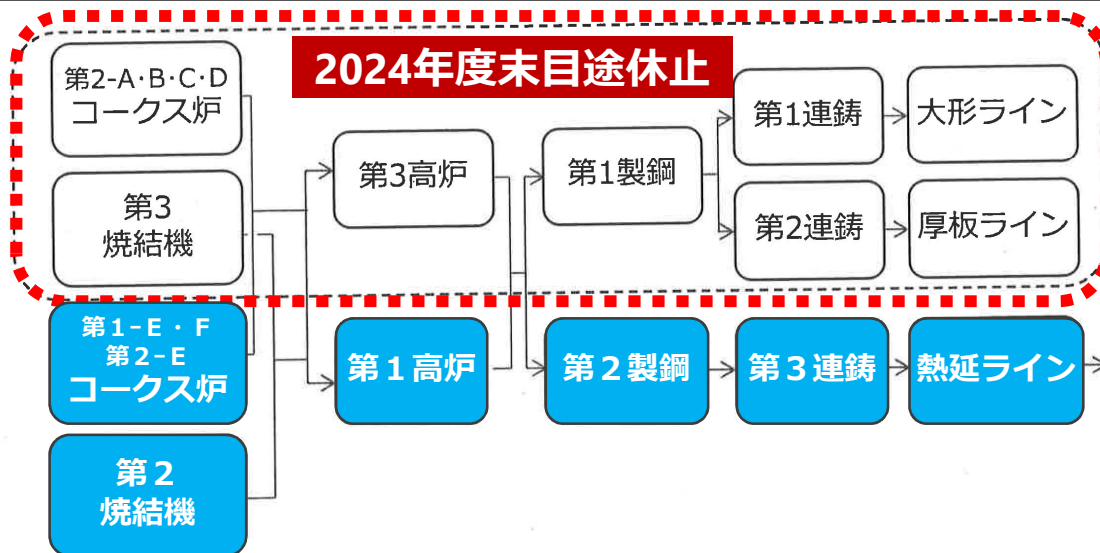 2024年度末目途休止
第2-A・B・C・D
コークス炉
第3
焼結機
第3高炉
第1製鋼
第1連鋳
大形ライン
第2連鋳
厚板ライン
第１-Ｅ・Ｆ
第２-Ｅ
コークス炉
第２
焼結機
第１高炉
第２製鋼
第３連鋳
熱延ライン